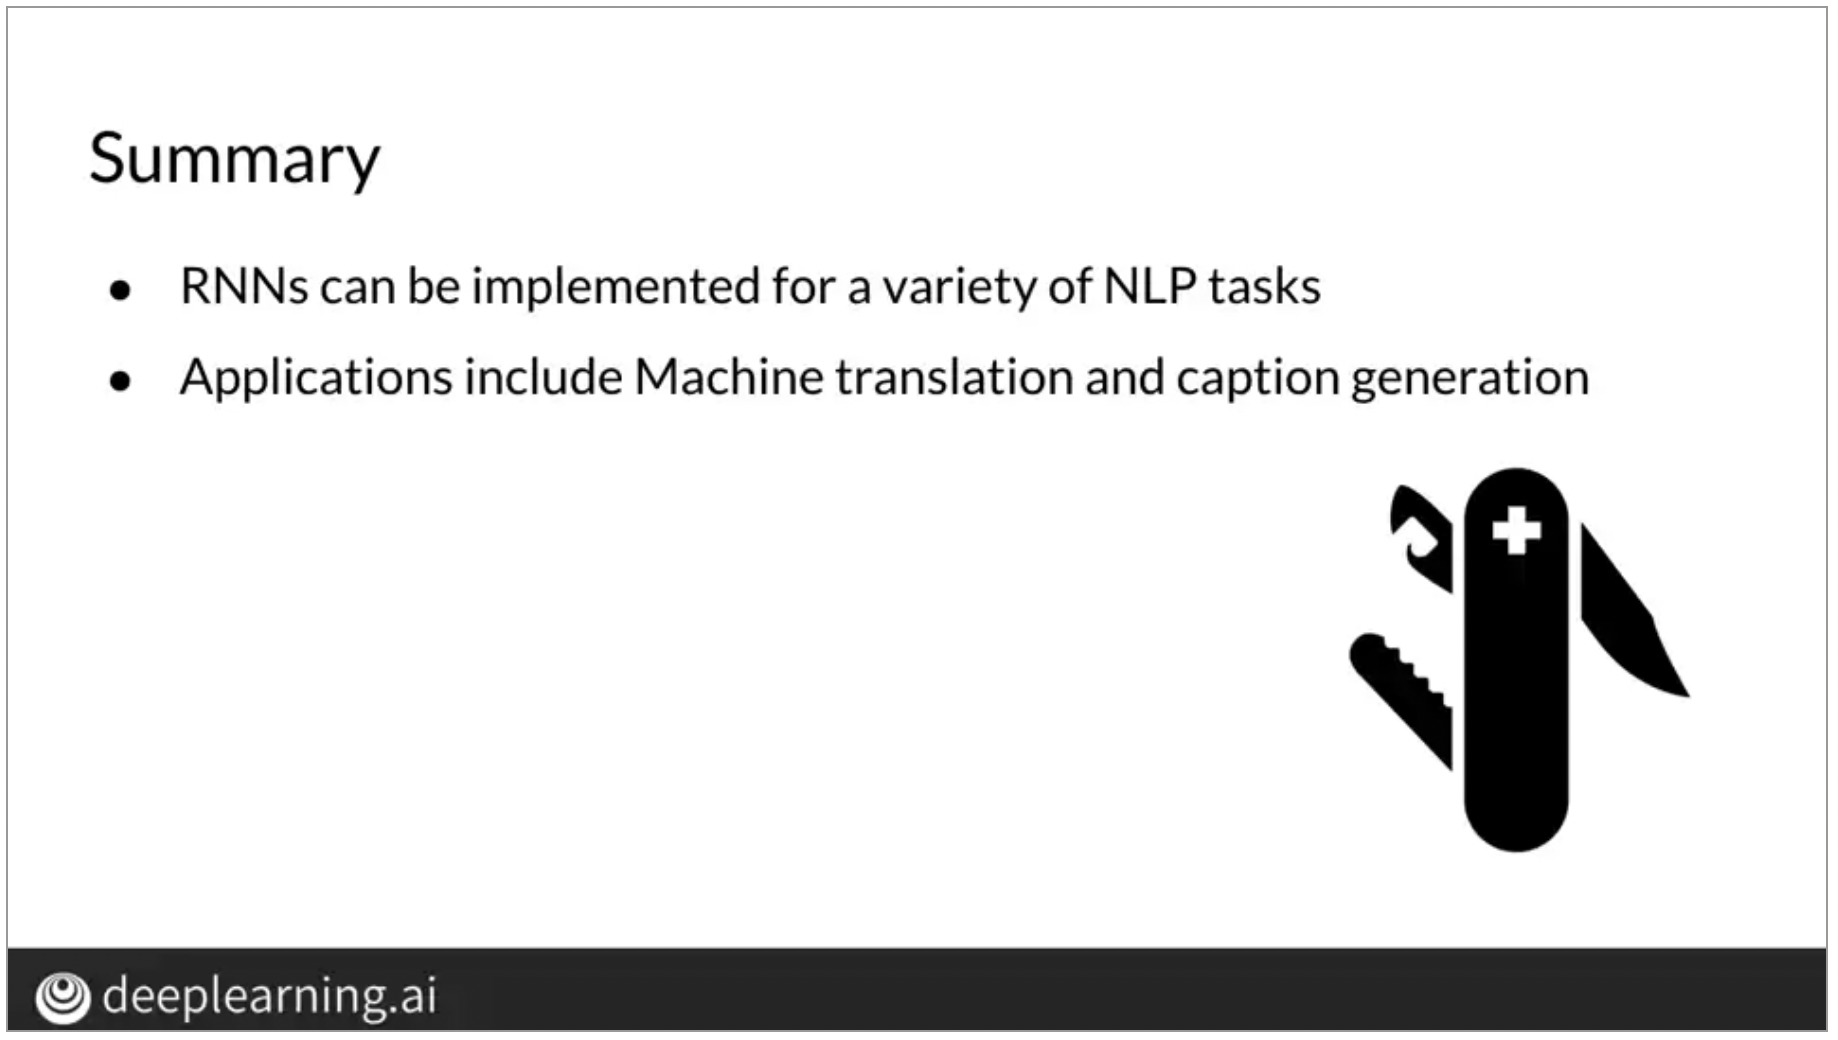 Summary
● RNNs can be implemented for a variety of NLP tasks
● Applications include Machine translation and caption generation
deeplearning.ai